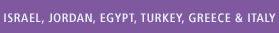 ISRAEL, JORDAN, EGYPT, TURKEY, GREECE & ITALY